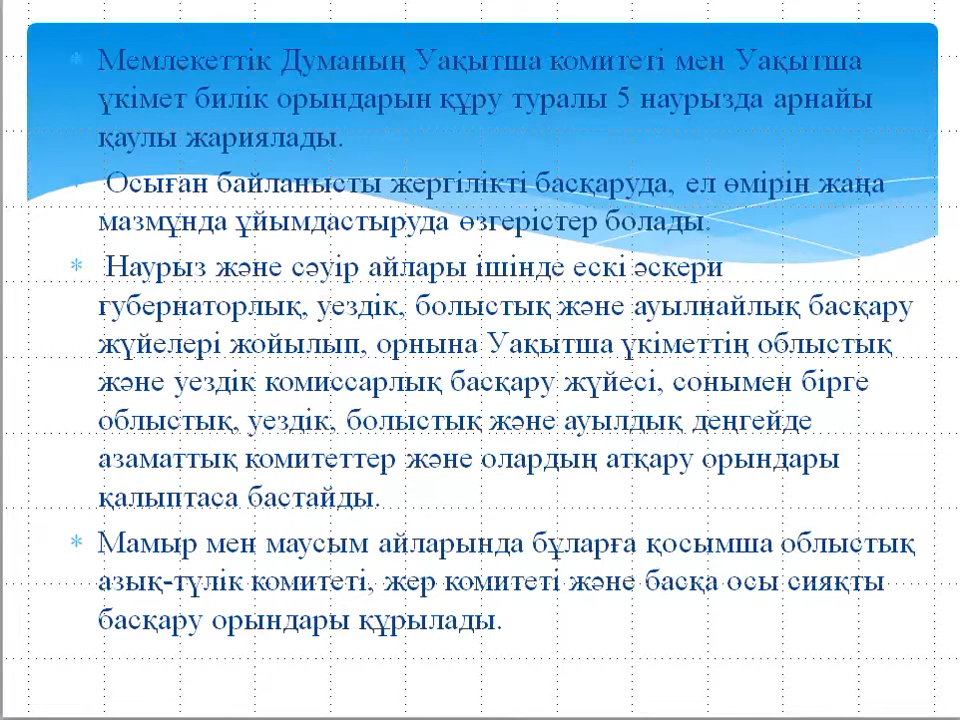 * Мемлекеттік Думаның Уақытша комитеті мен Уақытша
үкімет билік орындарын құру туралы 5 наурызда арнайы
қаулы жариялады.
* Осыған байланысты жергілікті басқаруда, ел өмірін жаңа
мазмұнда ұйымдастыруда өзгерістер болады.
* Наурыз және сәуір айлары ішінде ескі әскери
губернаторлық, уездік, болыстық және ауылнайлық басқару
жүйелері жойылып, орнына Уақытша үкіметтің облыстық
және уездік комиссарлық басқару жүйесі, сонымен бірге
облыстық, уездік, болыстық және ауылдық деңгейде
азаматтық комитеттер және олардың атқару орындары
қалыптаса бастайды.
* Мамыр мен маусым айларында бұларға қосымша облыстық
азық-түлік комитеті, жер комитеті және басқа осы сияқты
басқару орындары құрылады.